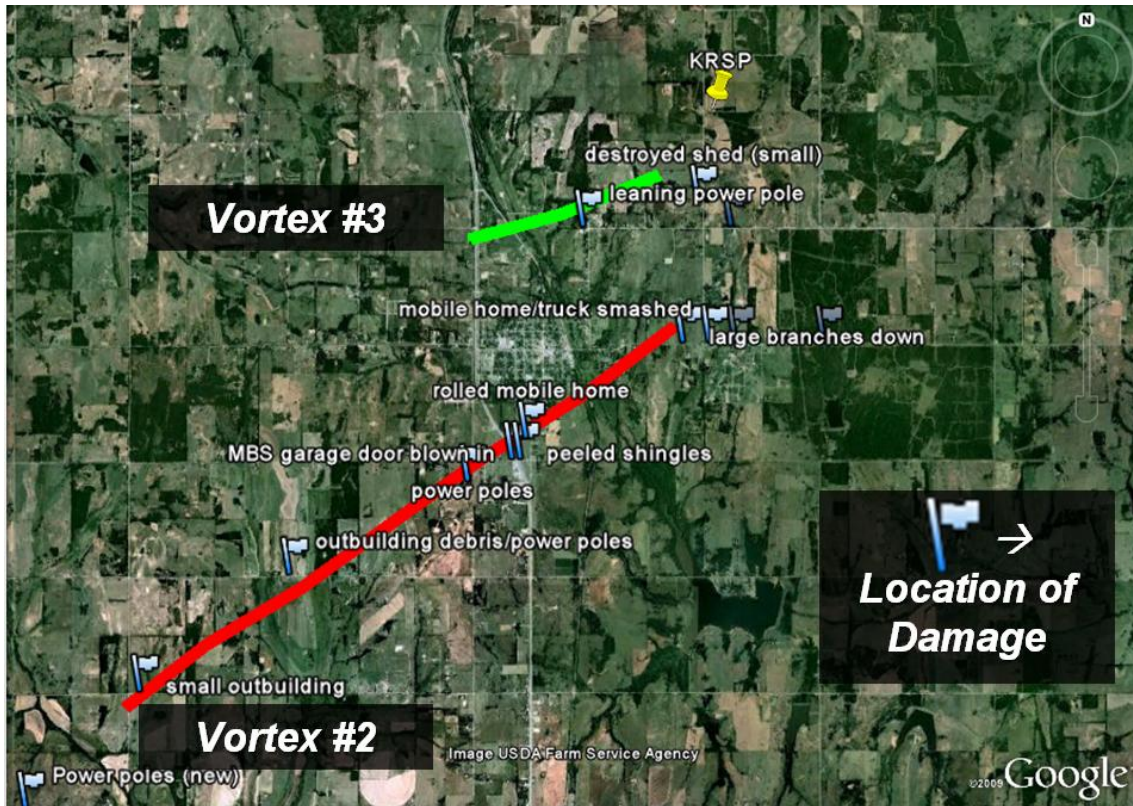 N
KRSP
destroyed shed (small)
leaning power pole
Vortex #3
mobile home/truck smashed
large branches down
rolled mobile home
MBS garage door blown in
peeled shingles
power poles
outbuilding debris/power poles
→
Location of
Damage
small outbuilding
Vortex #2
Image USDA Farm Service Agency
Power poles (new)
©2009 Google